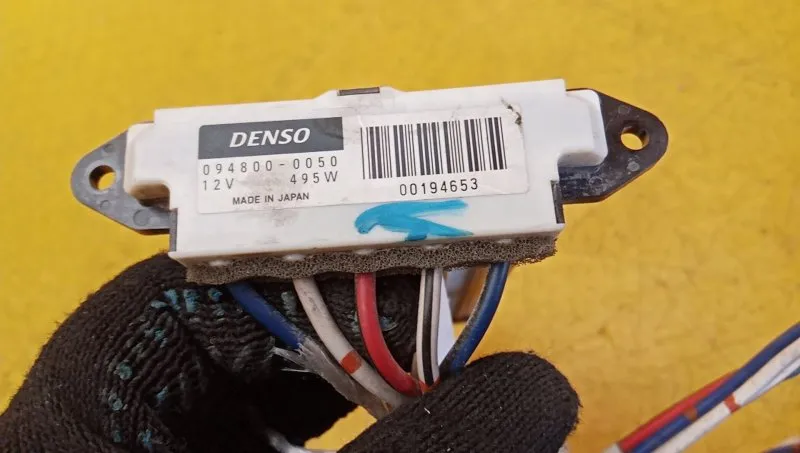 DENSO
094800-0050
12V 495W
MADE IN JAPAN
00194653